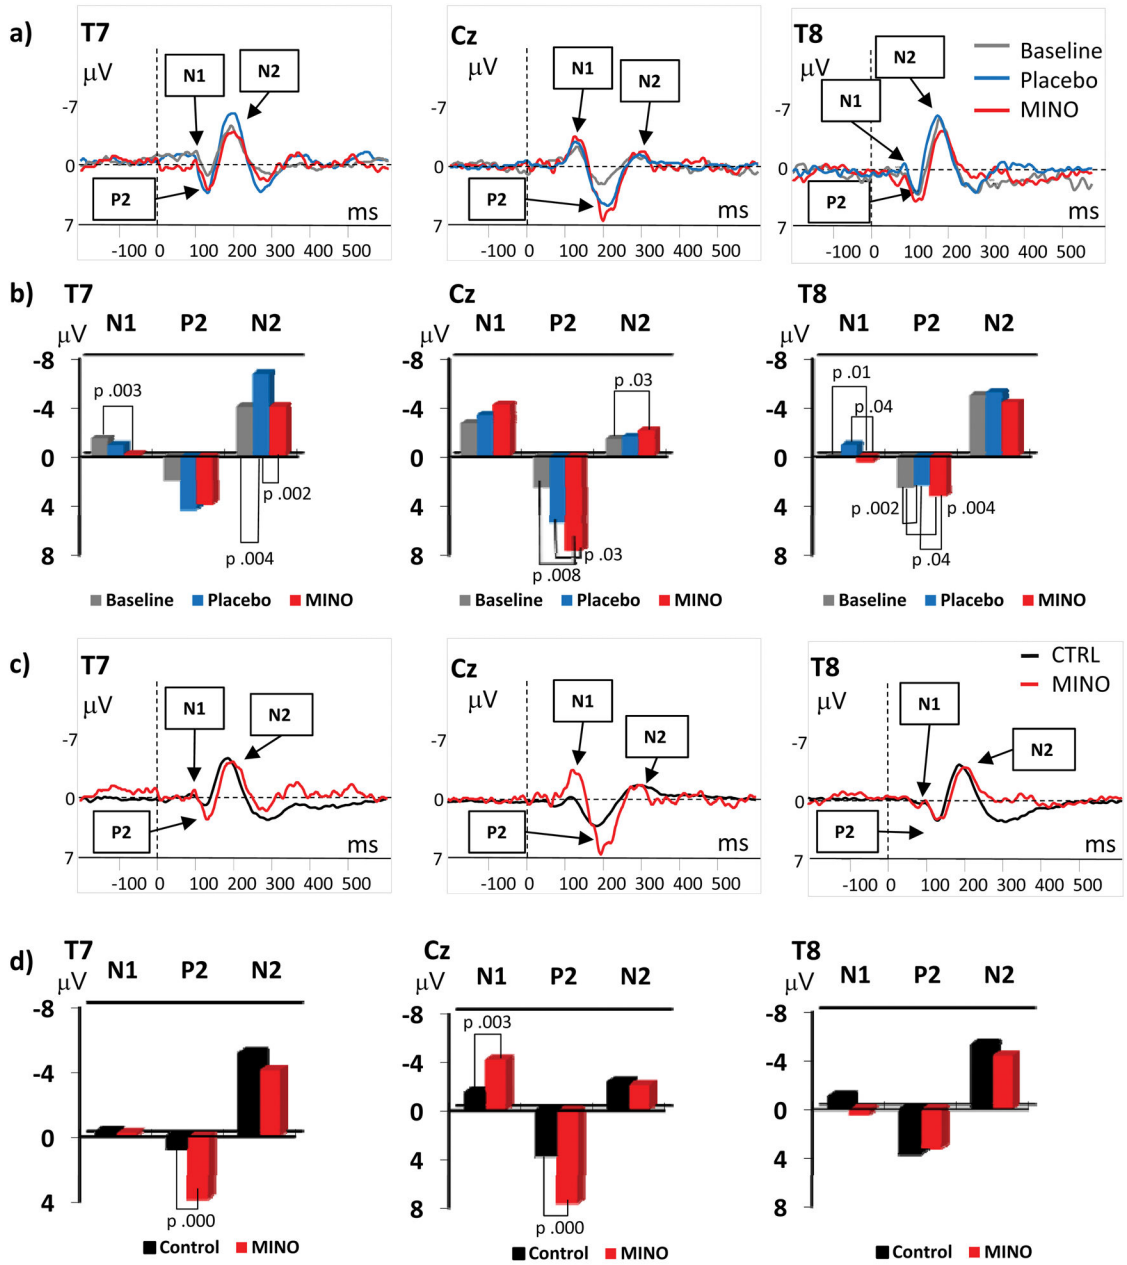 a)
T7
μV
-7
0
7
N1
N2
P2
ms
-100 0 100 200 300 400 500
Cz
μV
-7
0
7
N1
N2
P2
ms
-100 0 100 200 300 400 500
T8
μV
-7
0
7
N1
N2
P2
ms
-100 0 100 200 300 400 500
Baseline
Placebo
MINO
b)
T7
μV
N1 P2 N2
-8
-4
0
4
8
p .003
p .002
p .004
Baseline Placebo MINO
Cz
μV
N1 P2 N2
-8
-4
0
4
8
p .03
p .03
p .008
Baseline Placebo MINO
T8
μV
N1 P2 N2
-8
-4
0
4
8
p .01
p .04
p .002
p .004
p .04
Baseline Placebo MINO
c)
T7
μV
-7
0
7
N1
N2
P2
ms
-100 0 100 200 300 400 500
Cz
μV
-7
0
7
N1
N2
P2
ms
-100 0 100 200 300 400 500
T8
μV
-7
0
7
N1
N2
P2
ms
-100 0 100 200 300 400 500
CTRL
MINO
d)
T7
μV
N1 P2 N2
-8
-4
0
4
p .000
Control MINO
Cz
μV
N1 P2 N2
-8
-4
0
4
8
p .003
p .000
Control MINO
T8
μV
N1 P2 N2
-8
-4
0
4
8
Control MINO